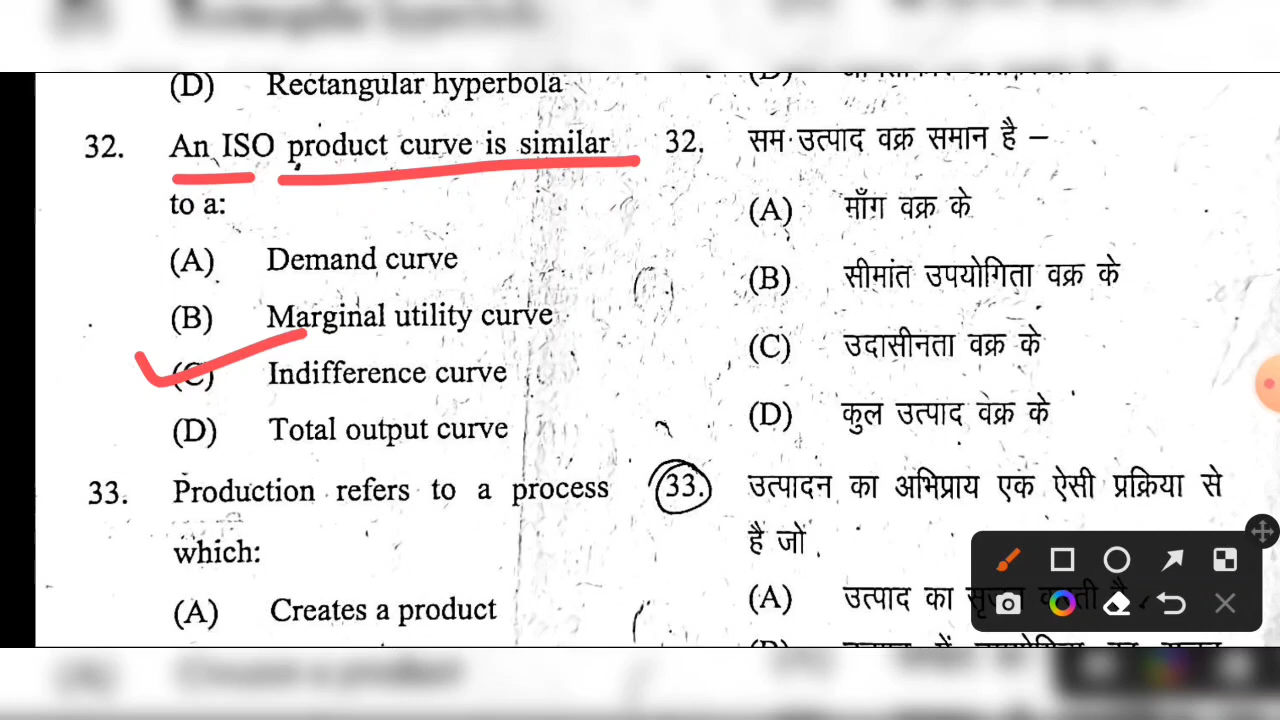 (D) Rectangular hyperbola
32. An ISO product curve is similar
to a:
(A) Demand curve
(B) Marginal utility curve
(C) Indifference curve
(D) Total output curve
33. Production refers to a process
which:
(A) Creates a product
(D)
32. सम उत्पाद वक्र समान है –
(A) माँग वक्र के
(B) सीमांत उपयोगिता वक्र के
(C) उदासीनता वक्र के
(D) कुल उत्पाद वक्र के
33. उत्पादन का अभिप्राय एक ऐसी प्रक्रिया से
है जो
(A) उत्पाद का